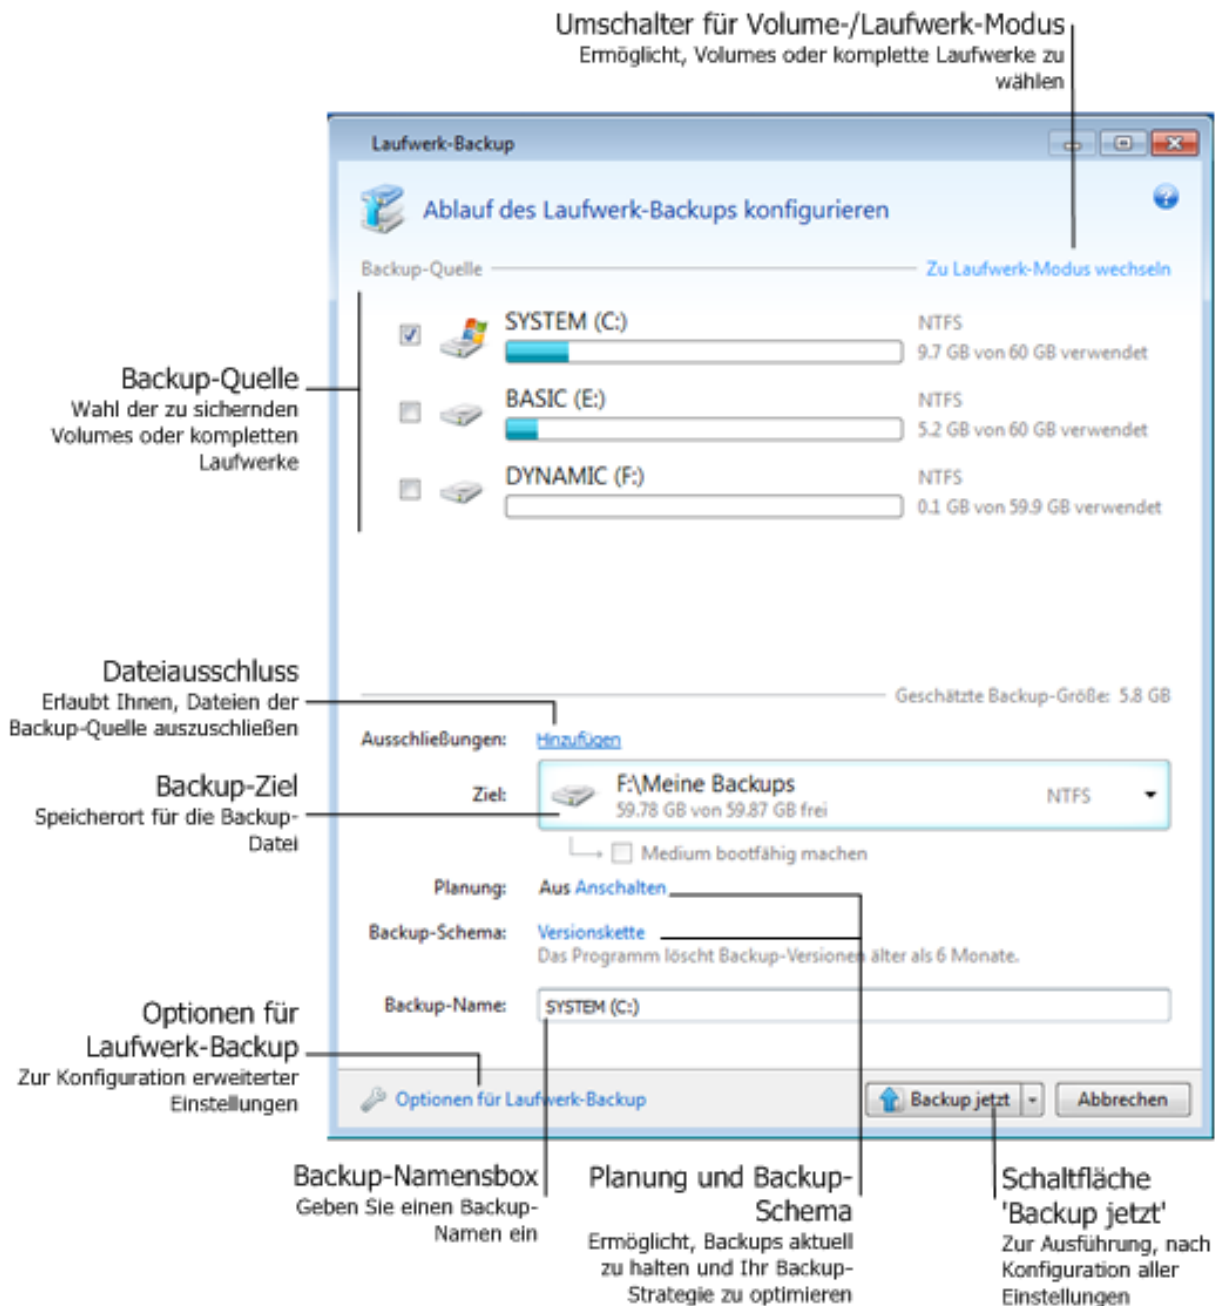 Umschalter für Volume-/Laufwerk-Modus
Ermöglicht, Volumes oder komplette Laufwerke zu
wählen
Laufwerk-Backup
Ablauf des Laufwerk-Backups konfigurieren
Backup-Quelle
Zu Laufwerk-Modus wechseln
SYSTEM (C:)
NTFS
9.7 GB von 60 GB verwendet
Backup-Quelle
Wahl der zu sichernden
Volumes oder kompletten
Laufwerke
BASIC (E:)
NTFS
5.2 GB von 60 GB verwendet
DYNAMIC (F:)
NTFS
0.1 GB von 59.9 GB verwendet
Dateiausschluss
Erlaubt Ihnen, Dateien der
Backup-Quelle auszuschließen
Geschätzte Backup-Größe: 5.8 GB
Ausschließungen:
Hinzufügen
Backup-Ziel
Speicherort für die Backup-
Datei
Ziel:
F:\Meine Backups
59.78 GB von 59.87 GB frei
NTFS
Medium bootfähig machen
Planung:
Aus Anschalten
Backup-Schema:
Versionskette
Das Programm löscht Backup-Versionen älter als 6 Monate.
Backup-Name:
SYSTEM (C:)
Optionen für
Laufwerk-Backup
Zur Konfiguration erweiterter
Einstellungen
Optionen für Laufwerk-Backup
Backup jetzt
Abbrechen
Backup-Namensbox
Geben Sie einen Backup-
Namen ein
Planung und Backup-
Schema
Ermöglicht, Backups aktuell
zu halten und Ihr Backup-
Strategie zu optimieren
Schaltfläche
'Backup jetzt'
Zur Ausführung, nach
Konfiguration aller
Einstellungen